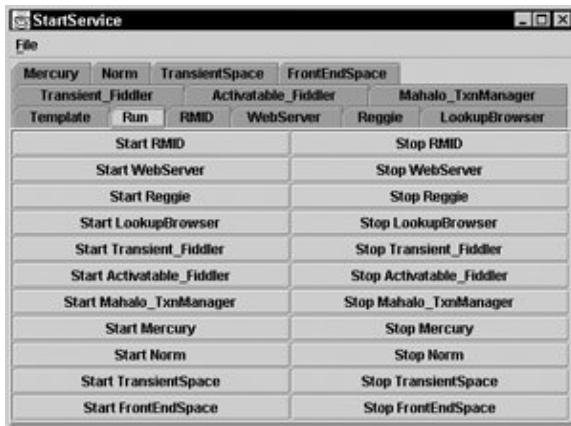 StartService
File
Mercury Norm TransientSpace FrontEndSpace
Transient_Fiddler Activatable_Fiddler Mahalo_TxnManager
Template Run RMID WebServer Reggie LookupBrowser
Start RMID Stop RMID
Start WebServer Stop WebServer
Start Reggie Stop Reggie
Start LookupBrowser Stop LookupBrowser
Start Transient_Fiddler Stop Transient_Fiddler
Start Activatable_Fiddler Stop Activatable_Fiddler
Start Mahalo_TxnManager Stop Mahalo_TxnManager
Start Mercury Stop Mercury
Start Norm Stop Norm
Start TransientSpace Stop TransientSpace
Start FrontEndSpace Stop FrontEndSpace